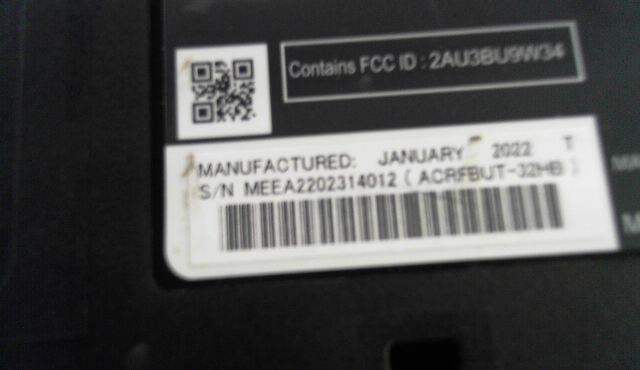 Contains FCC ID : 2AU3BU9W34
MANUFACTURED: JANUARY 2022 T
S/N MEEA2202314012 ( ACRFBUT-32HB )